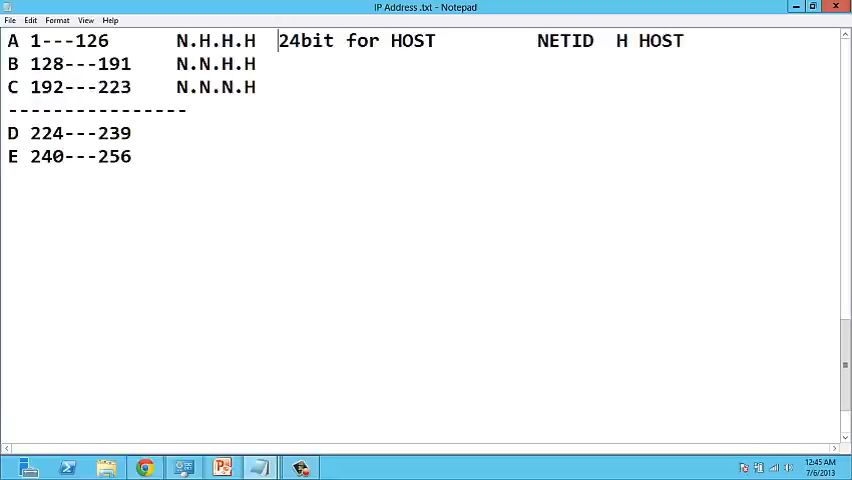 IP Address .txt - Notepad
File Edit Format View Help
A 1---126 N.H.H.H 24bit for HOST NETID H HOST
B 128---191 N.N.H.H
C 192---223 N.N.N.H
----------------
D 224---239
E 240---256
12:45 AM
7/6/2013